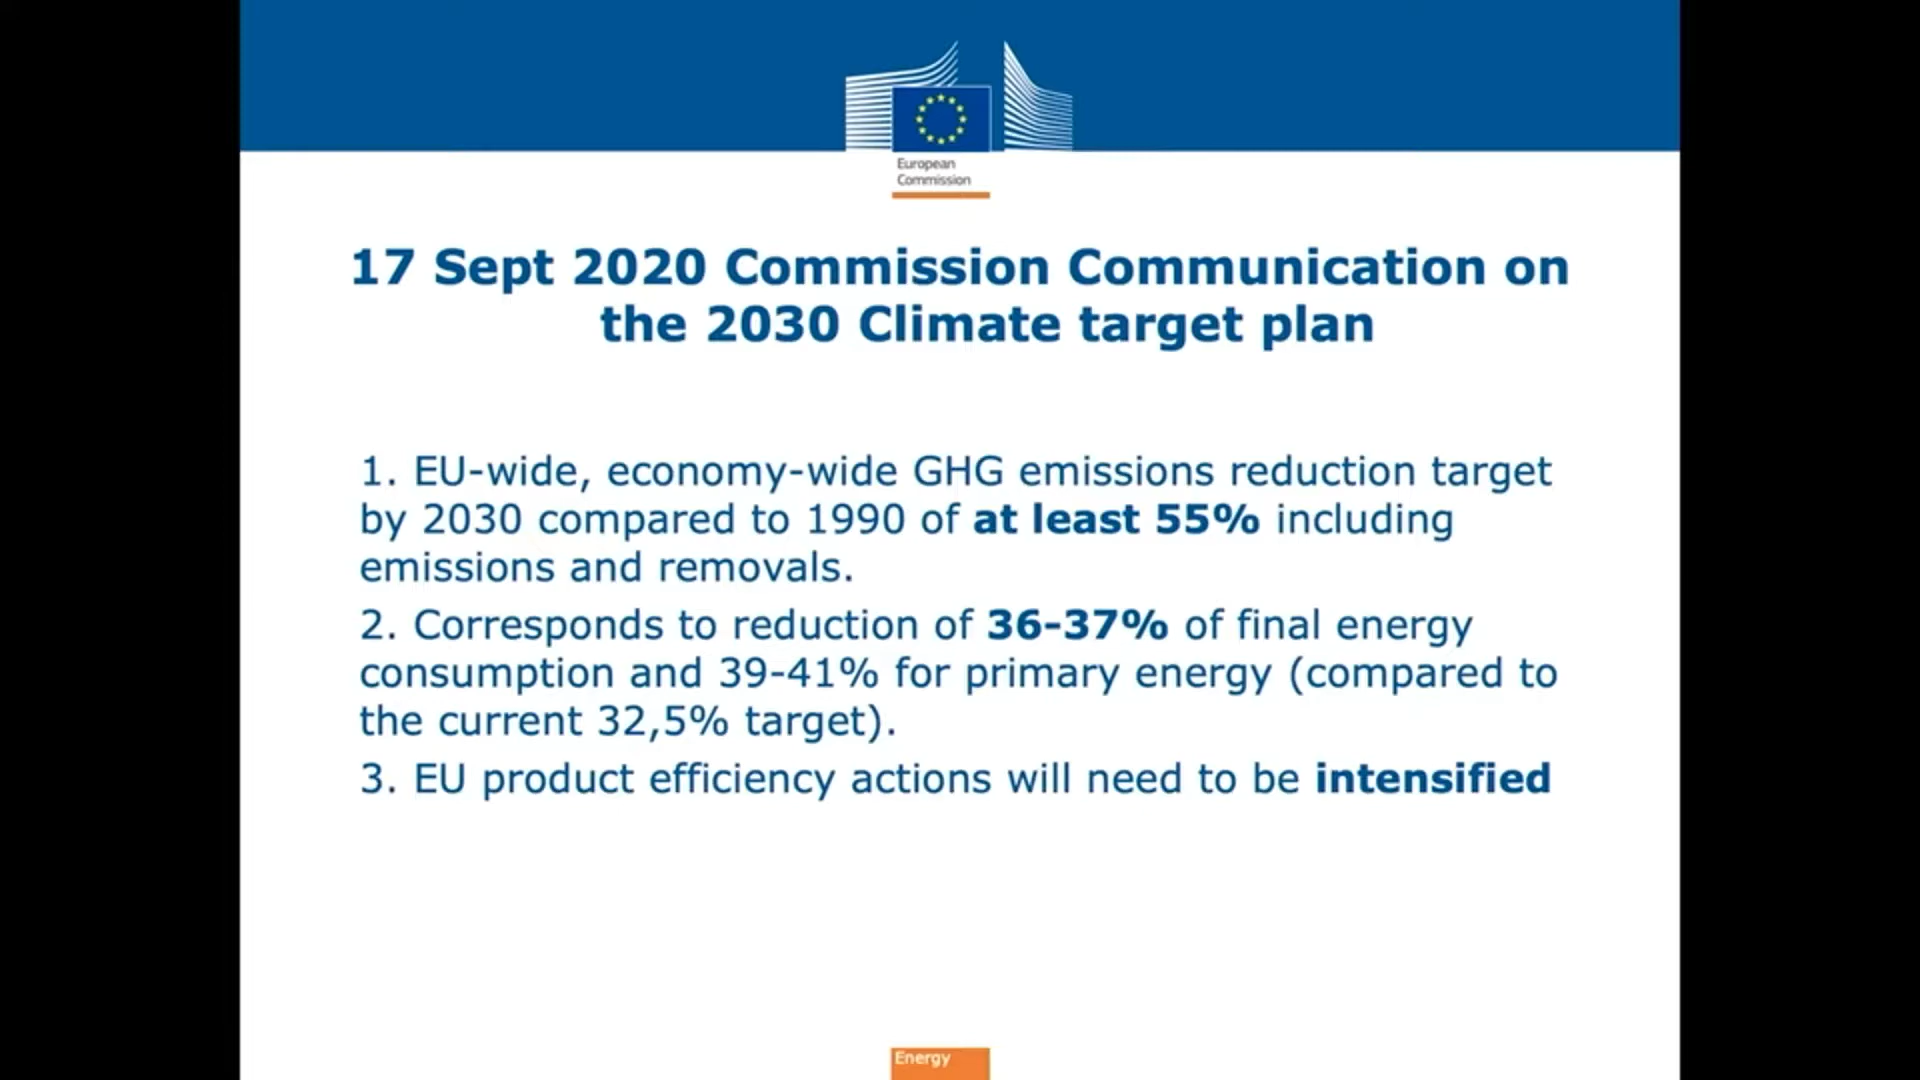 European
Commission
17 Sept 2020 Commission Communication on
the 2030 Climate target plan
1. EU-wide, economy-wide GHG emissions reduction target
by 2030 compared to 1990 of at least 55% including
emissions and removals.
2. Corresponds to reduction of 36-37% of final energy
consumption and 39-41% for primary energy (compared to
the current 32,5% target).
3. EU product efficiency actions will need to be intensified
Energy